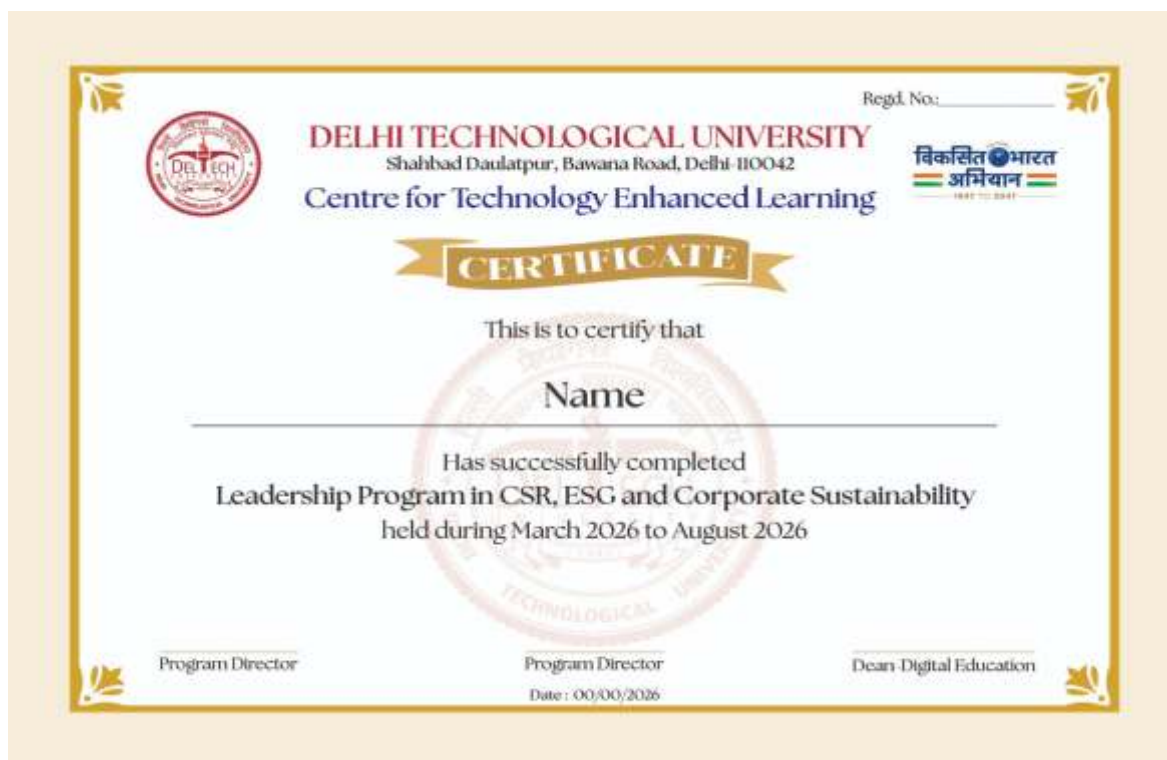 Regd. No.:
DELHI TECHNOLOGICAL UNIVERSITY
Shahbad Daulatpur, Bawana Road, Delhi-110042
Centre for Technology Enhanced Learning
DELTECH
विकसित भारत
अभियान
CERTIFICATE
This is to certify that
Name
Has successfully completed
Leadership Program in CSR, ESG and Corporate Sustainability
held during March 2026 to August 2026
TECHNOLOGICAL
Program Director
Program Director
Dean-Digital Education
Date : 00/00/2026